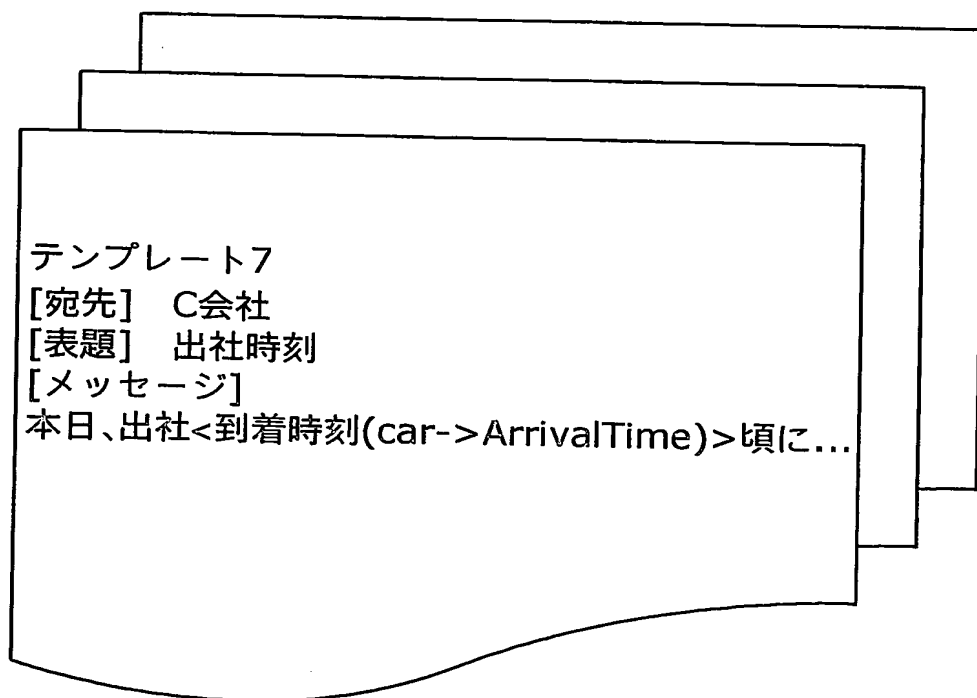 テンプレート7
[宛先]　C会社
[表題]　出社時刻
[メッセージ]
本日、出社<到着時刻(car->ArrivalTime)>頃に...